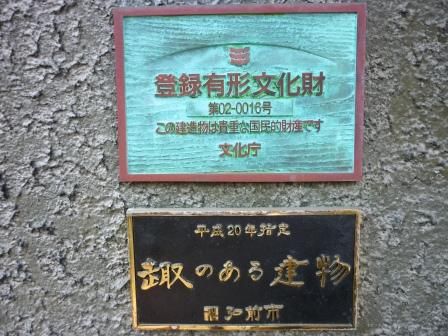 登録有形文化財
第02-0016号
この建造物は貴重な国民的財産です
文化庁
平成20年指定
趣のある建物
弘前市